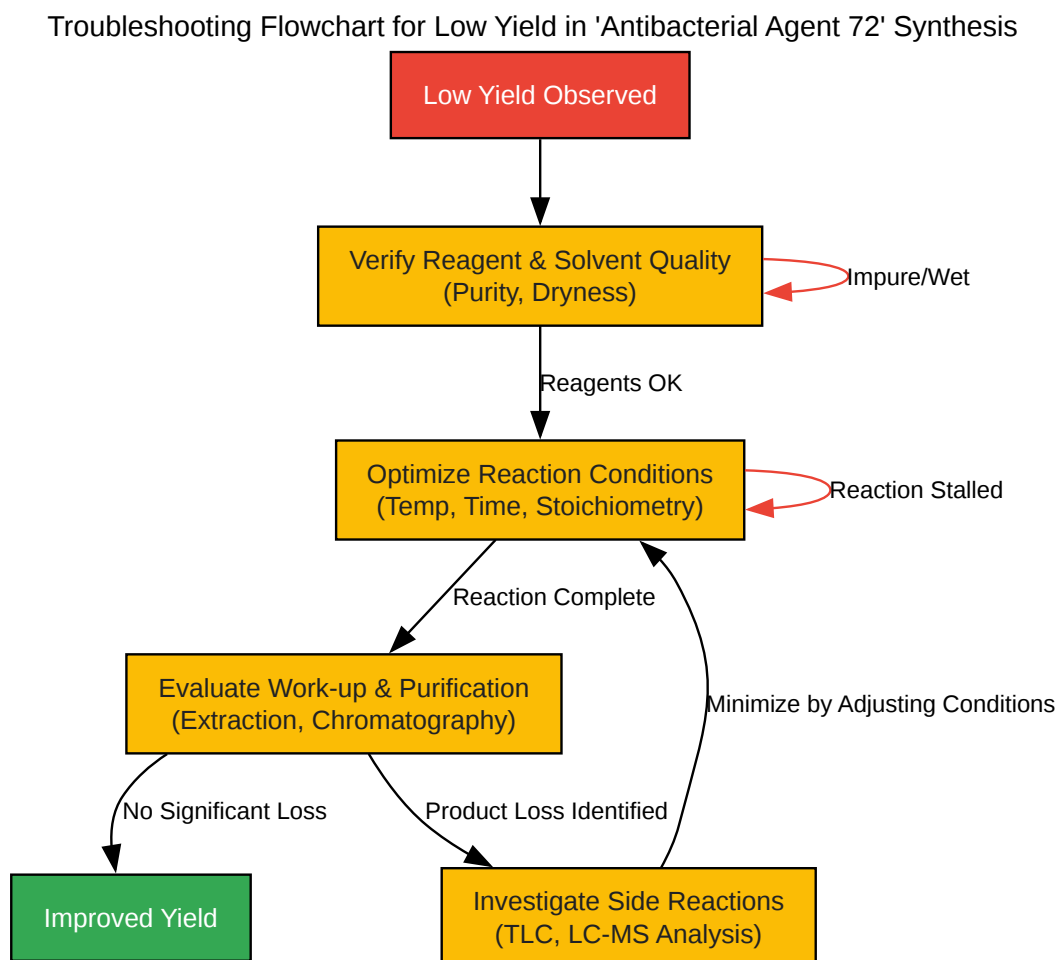 Troubleshooting Flowchart for Low Yield in 'Antibacterial Agent 72' Synthesis
Low Yield Observed
Verify Reagent & Solvent Quality
(Purity, Dryness)
Impure/Wet
Reagents OK
Optimize Reaction Conditions
(Temp, Time, Stoichiometry)
Reaction Stalled
Reaction Complete
Evaluate Work-up & Purification
(Extraction, Chromatography)
Minimize by Adjusting Conditions
No Significant Loss
Product Loss Identified
Improved Yield
Investigate Side Reactions
(TLC, LC-MS Analysis)